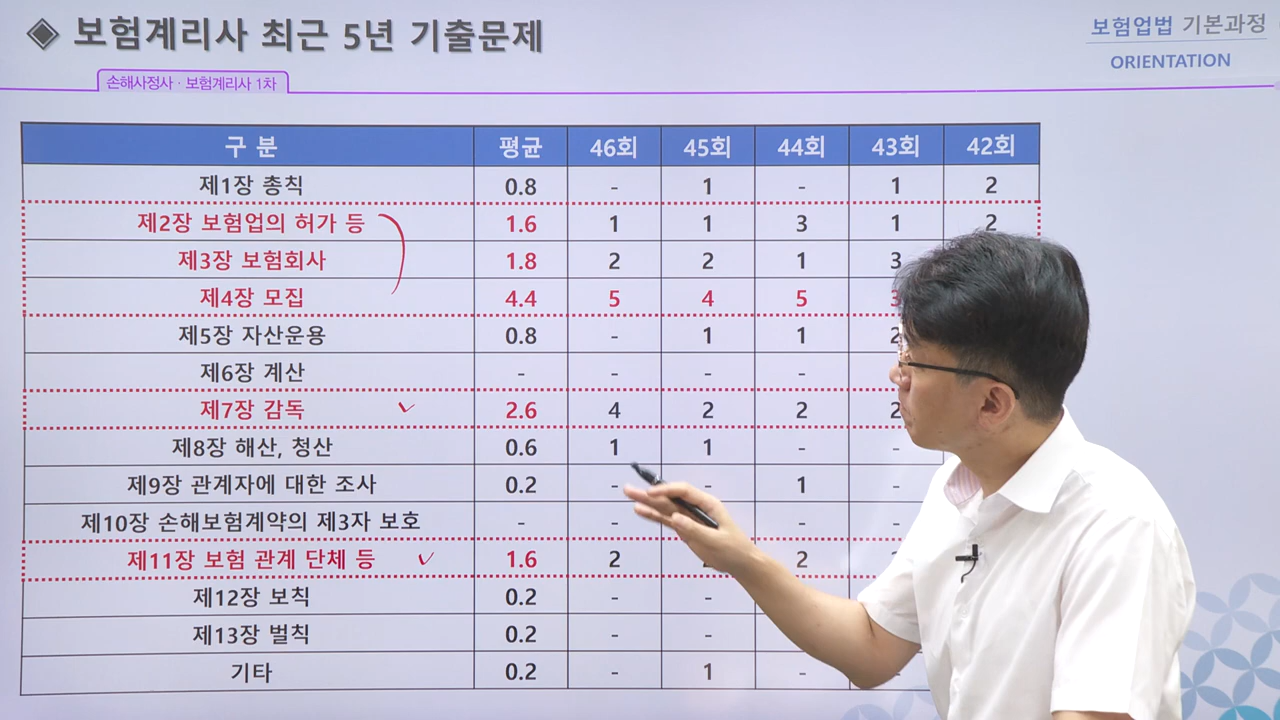 보험계리사 최근 5년 기출문제
보험업법 기본과정
ORIENTATION
손해사정사 · 보험계리사 1차
구 분 평균 46회 45회 44회 43회 42회
제1장 총칙 0.8 - 1 - 1 2
제2장 보험업의 허가 등 1.6 1 1 3 1 2
제3장 보험회사 1.8 2 2 1 3
제4장 모집 4.4 5 4 5 3
제5장 자산운용 0.8 - 1 1 2
제6장 계산 - - - - -
제7장 감독 2.6 4 2 2 2
제8장 해산, 청산 0.6 1 1 - -
제9장 관계자에 대한 조사 0.2 - - 1 -
제10장 손해보험계약의 제3자 보호 - - - - -
제11장 보험 관계 단체 등 1.6 2 2
제12장 보칙 0.2 - -
제13장 벌칙 0.2 - - -
기타 0.2 - 1 - -